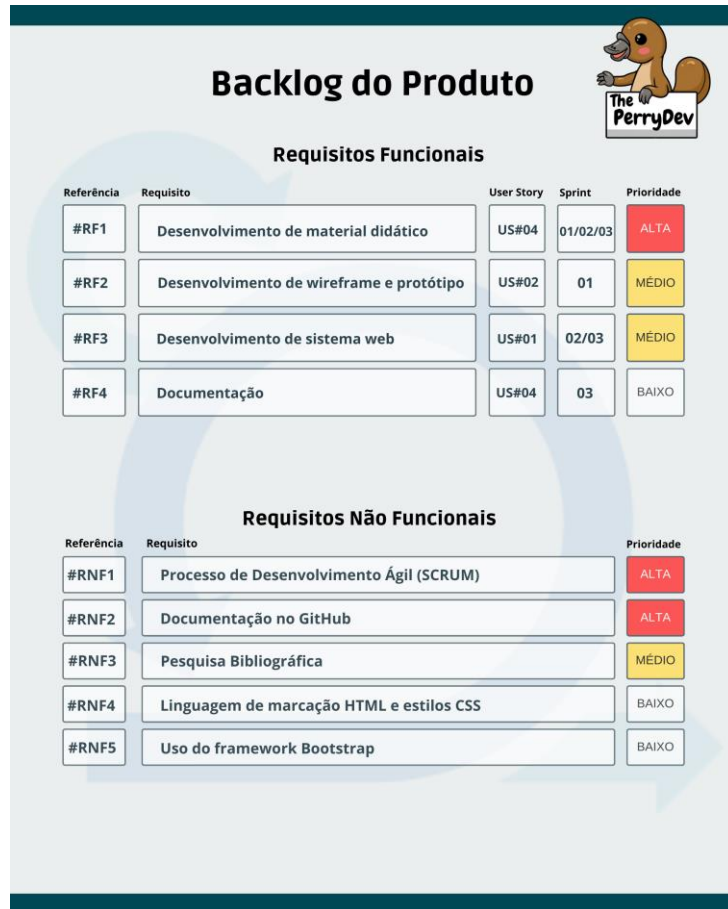 Backlog do Produto
The
PerryDev
Requisitos Funcionais
Referência Requisito User Story Sprint Prioridade
#RF1 Desenvolvimento de material didático US#04 01/02/03 ALTA
#RF2 Desenvolvimento de wireframe e protótipo US#02 01 MÉDIO
#RF3 Desenvolvimento de sistema web US#01 02/03 MÉDIO
#RF4 Documentação US#04 03 BAIXO
Requisitos Não Funcionais
Referência Requisito Prioridade
#RNF1 Processo de Desenvolvimento Ágil (SCRUM) ALTA
#RNF2 Documentação no GitHub ALTA
#RNF3 Pesquisa Bibliográfica MÉDIO
#RNF4 Linguagem de marcação HTML e estilos CSS BAIXO
#RNF5 Uso do framework Bootstrap BAIXO